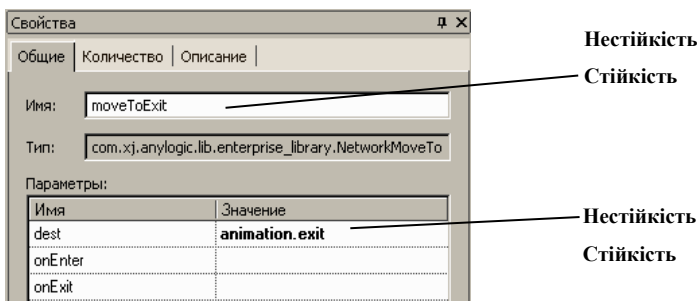 Свойства
Общие Количество Описание
Нестійкість
Стійкість
Имя: moveToExit
Тип: com.xj.anylogic.lib.enterprise_library.NetworkMoveTo
Параметры:
Имя Значение
dest animation.exit
onEnter
onExit
Нестійкість
Стійкість